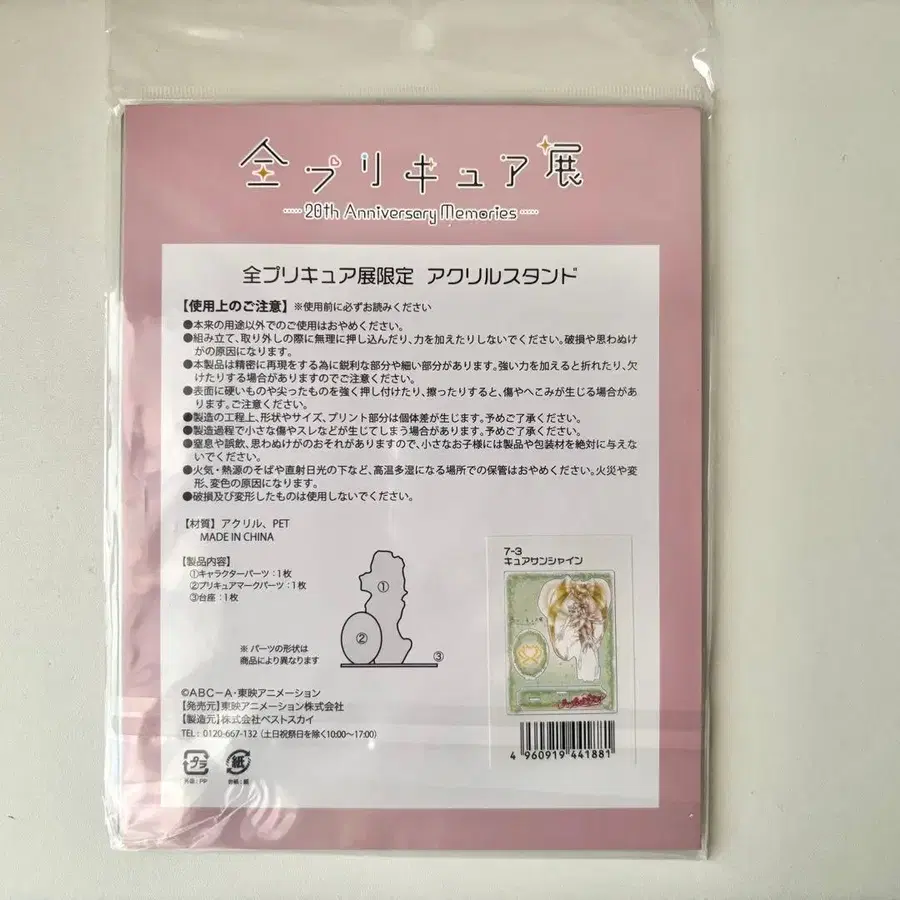 全プリキュア展
20th Anniversary Memories
全プリキュア展限定 アクリルスタンド
【使用上のご注意】※使用前に必ずお読みください
●本来の用途以外でのご使用はおやめください。
●組み立て、取り外しの際に無理に押し込んだり、力を加えたりしないでください。破損や思わぬけ
がの原因になります。
●本製品は精密に再現をする為に鋭利な部分や細い部分があります。強い力を加えると折れたり、欠
けたりする場合がありますのでご注意ください。
●表面に硬いものや尖ったものを強く押し付けたり、擦ったりすると、傷やへこみが生じる場合があ
ります。ご注意ください。
●製造の工程上、形状やサイズ、プリント部分は個体差が生じます。予めご了承ください。
●製造過程で小さな傷やスレなどが生じてしまう場合があります。予めご了承ください。
●窒息や誤飲、思わぬけがのおそれがありますので、小さなお子様には製品や包装材を絶対に与えな
いでください。
●火気・熱源のそばや直射日光の下など、高温多湿になる場所での保管はおやめください。火災や変
形、変色の原因になります。
●破損及び変形したものは使用しないでください。
【材質】アクリル、PET
MADE IN CHINA
【製品内容】
①キャラクターパーツ：1枚
②プリキュアマークパーツ：1枚
③台座：1枚
①
②
③
※ パーツの形状は
商品により異なります
7-3
キュアサンシャイン
©ABC-A・東映アニメーション
【発売元】東映アニメーション株式会社
【製造元】株式会社ベストスカイ
TEL：0120-667-132（土日祝祭日を除く10:00〜17:00）
4 960919 441881
プラ
紙
外袋：PP
台紙：紙